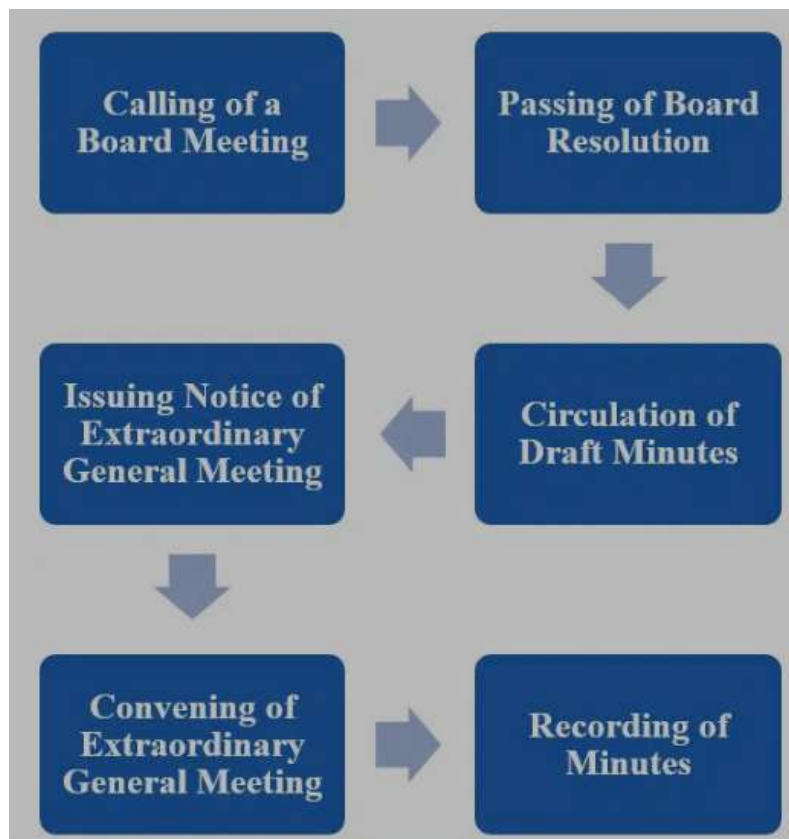 Calling of a
Board Meeting
Passing of Board
Resolution
Circulation of
Draft Minutes
Issuing Notice of
Extraordinary
General Meeting
Convening of
Extraordinary
General Meeting
Recording of
Minutes